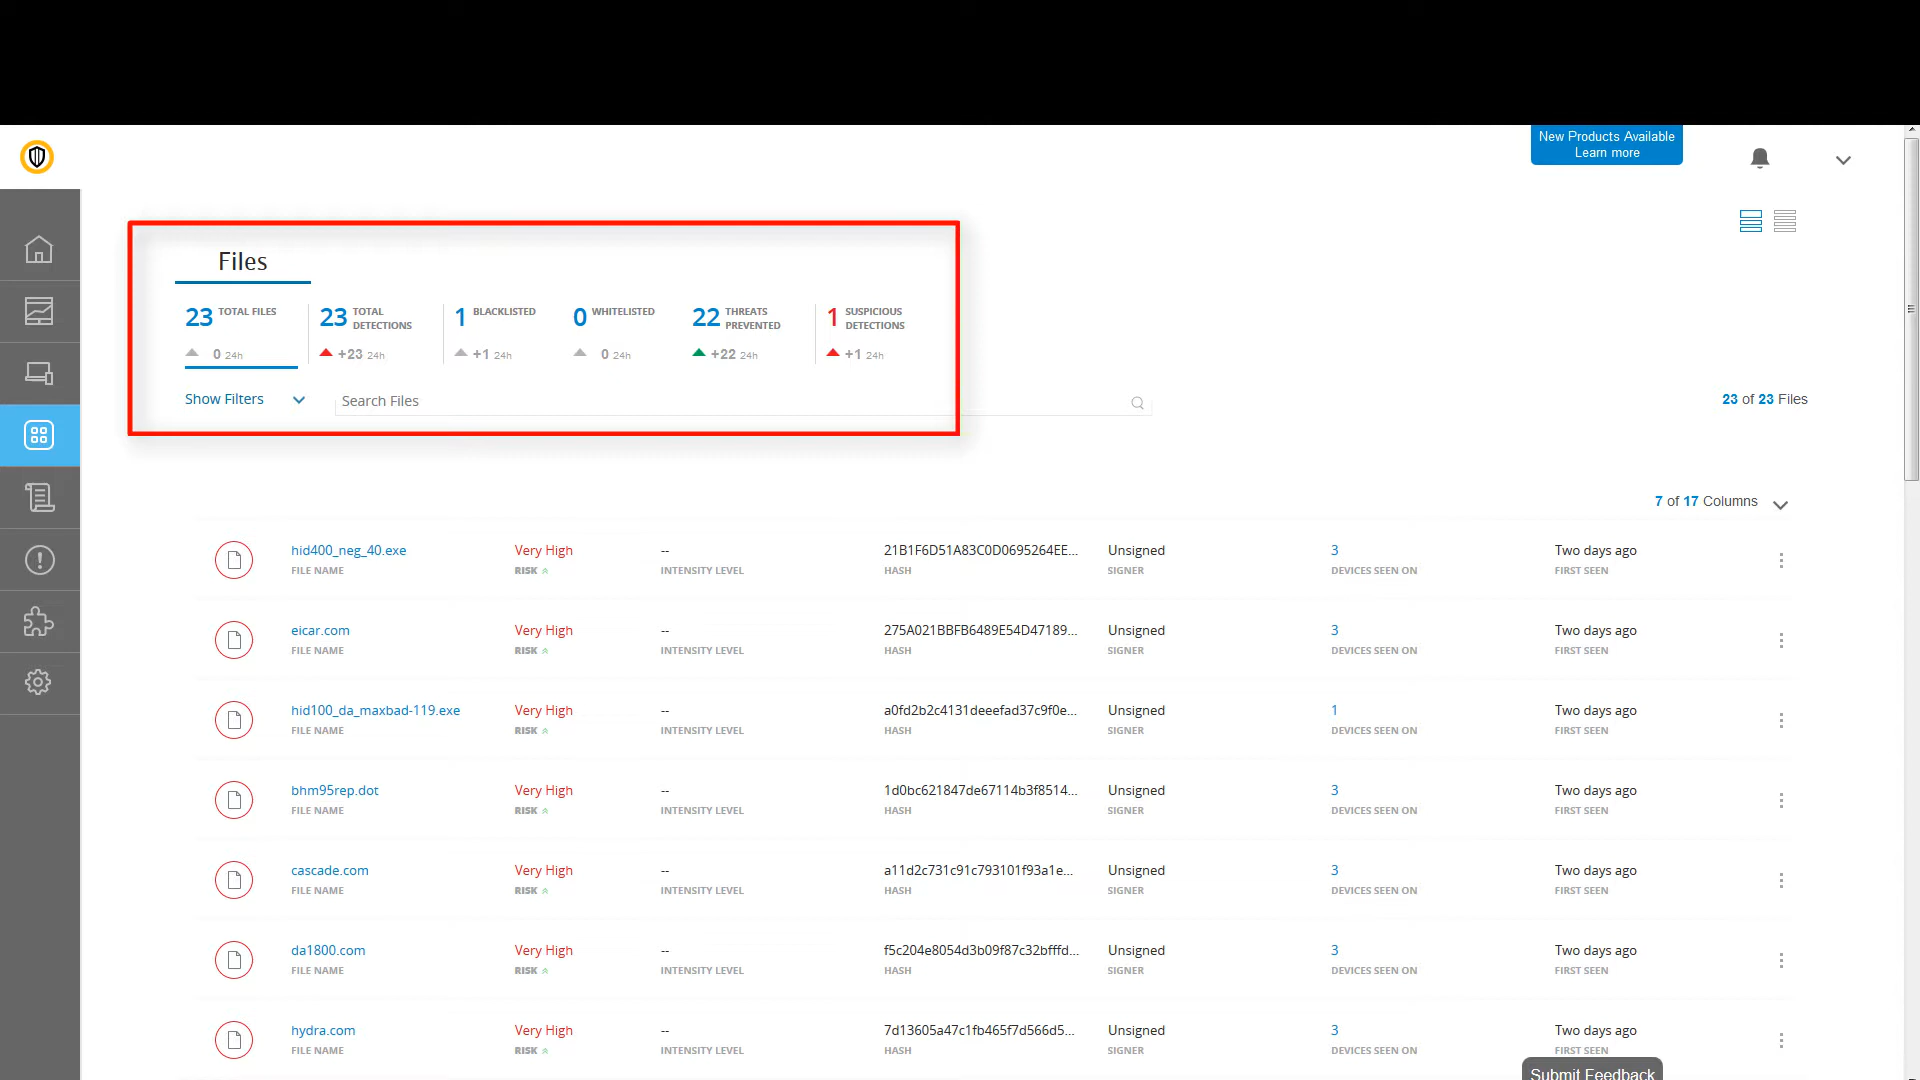 New Products Available
Learn more
Files
23 TOTAL FILES
0 24h
23 TOTAL DETECTIONS
+23 24h
1 BLACKLISTED
+1 24h
0 WHITELISTED
0 24h
22 THREATS PREVENTED
+22 24h
1 SUSPICIOUS DETECTIONS
+1 24h
Show Filters
Search Files
23 of 23 Files
7 of 17 Columns
hid400_neg_40.exe Very High -- 21B1F6D51A83C0D0695264EE... Unsigned 3 Two days ago
FILE NAME RISK INTENSITY LEVEL HASH SIGNER DEVICES SEEN ON FIRST SEEN
eicar.com Very High -- 275A021BBFB6489E54D47189... Unsigned 3 Two days ago
FILE NAME RISK INTENSITY LEVEL HASH SIGNER DEVICES SEEN ON FIRST SEEN
hid100_da_maxbad-119.exe Very High -- a0fd2b2c4131deeefad37c9f0e... Unsigned 1 Two days ago
FILE NAME RISK INTENSITY LEVEL HASH SIGNER DEVICES SEEN ON FIRST SEEN
bhm95rep.dot Very High -- 1d0bc621847de67114b3f8514... Unsigned 3 Two days ago
FILE NAME RISK INTENSITY LEVEL HASH SIGNER DEVICES SEEN ON FIRST SEEN
cascade.com Very High -- a11d2c731c91c793101f93a1e... Unsigned 3 Two days ago
FILE NAME RISK INTENSITY LEVEL HASH SIGNER DEVICES SEEN ON FIRST SEEN
da1800.com Very High -- f5c204e8054d3b09f87c32bfffd... Unsigned 3 Two days ago
FILE NAME RISK INTENSITY LEVEL HASH SIGNER DEVICES SEEN ON FIRST SEEN
hydra.com Very High -- 7d13605a47c1fb465f7d566d5... Unsigned 3 Two days ago
FILE NAME RISK INTENSITY LEVEL HASH SIGNER DEVICES SEEN ON FIRST SEEN
Submit Feedback